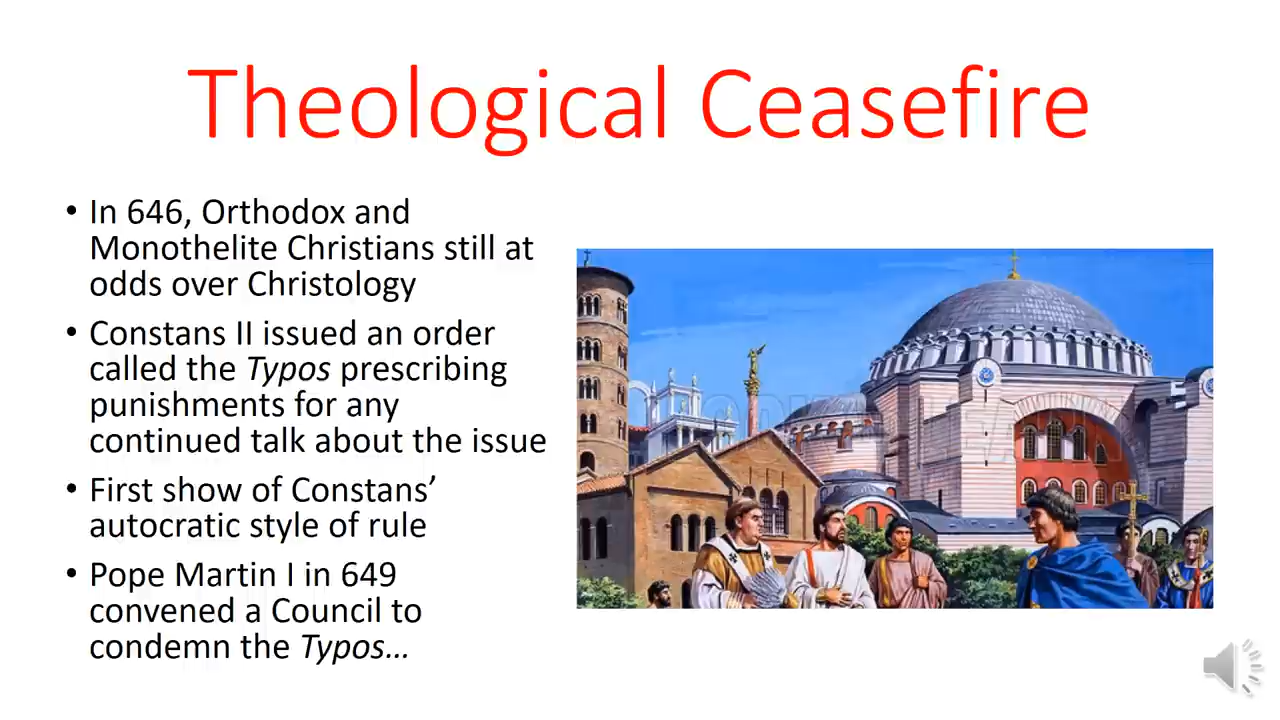 Theological Ceasefire
• In 646, Orthodox and
Monothelite Christians still at
odds over Christology
• Constans II issued an order
called the Typos prescribing
punishments for any
continued talk about the issue
• First show of Constans’
autocratic style of rule
• Pope Martin I in 649
convened a Council to
condemn the Typos…